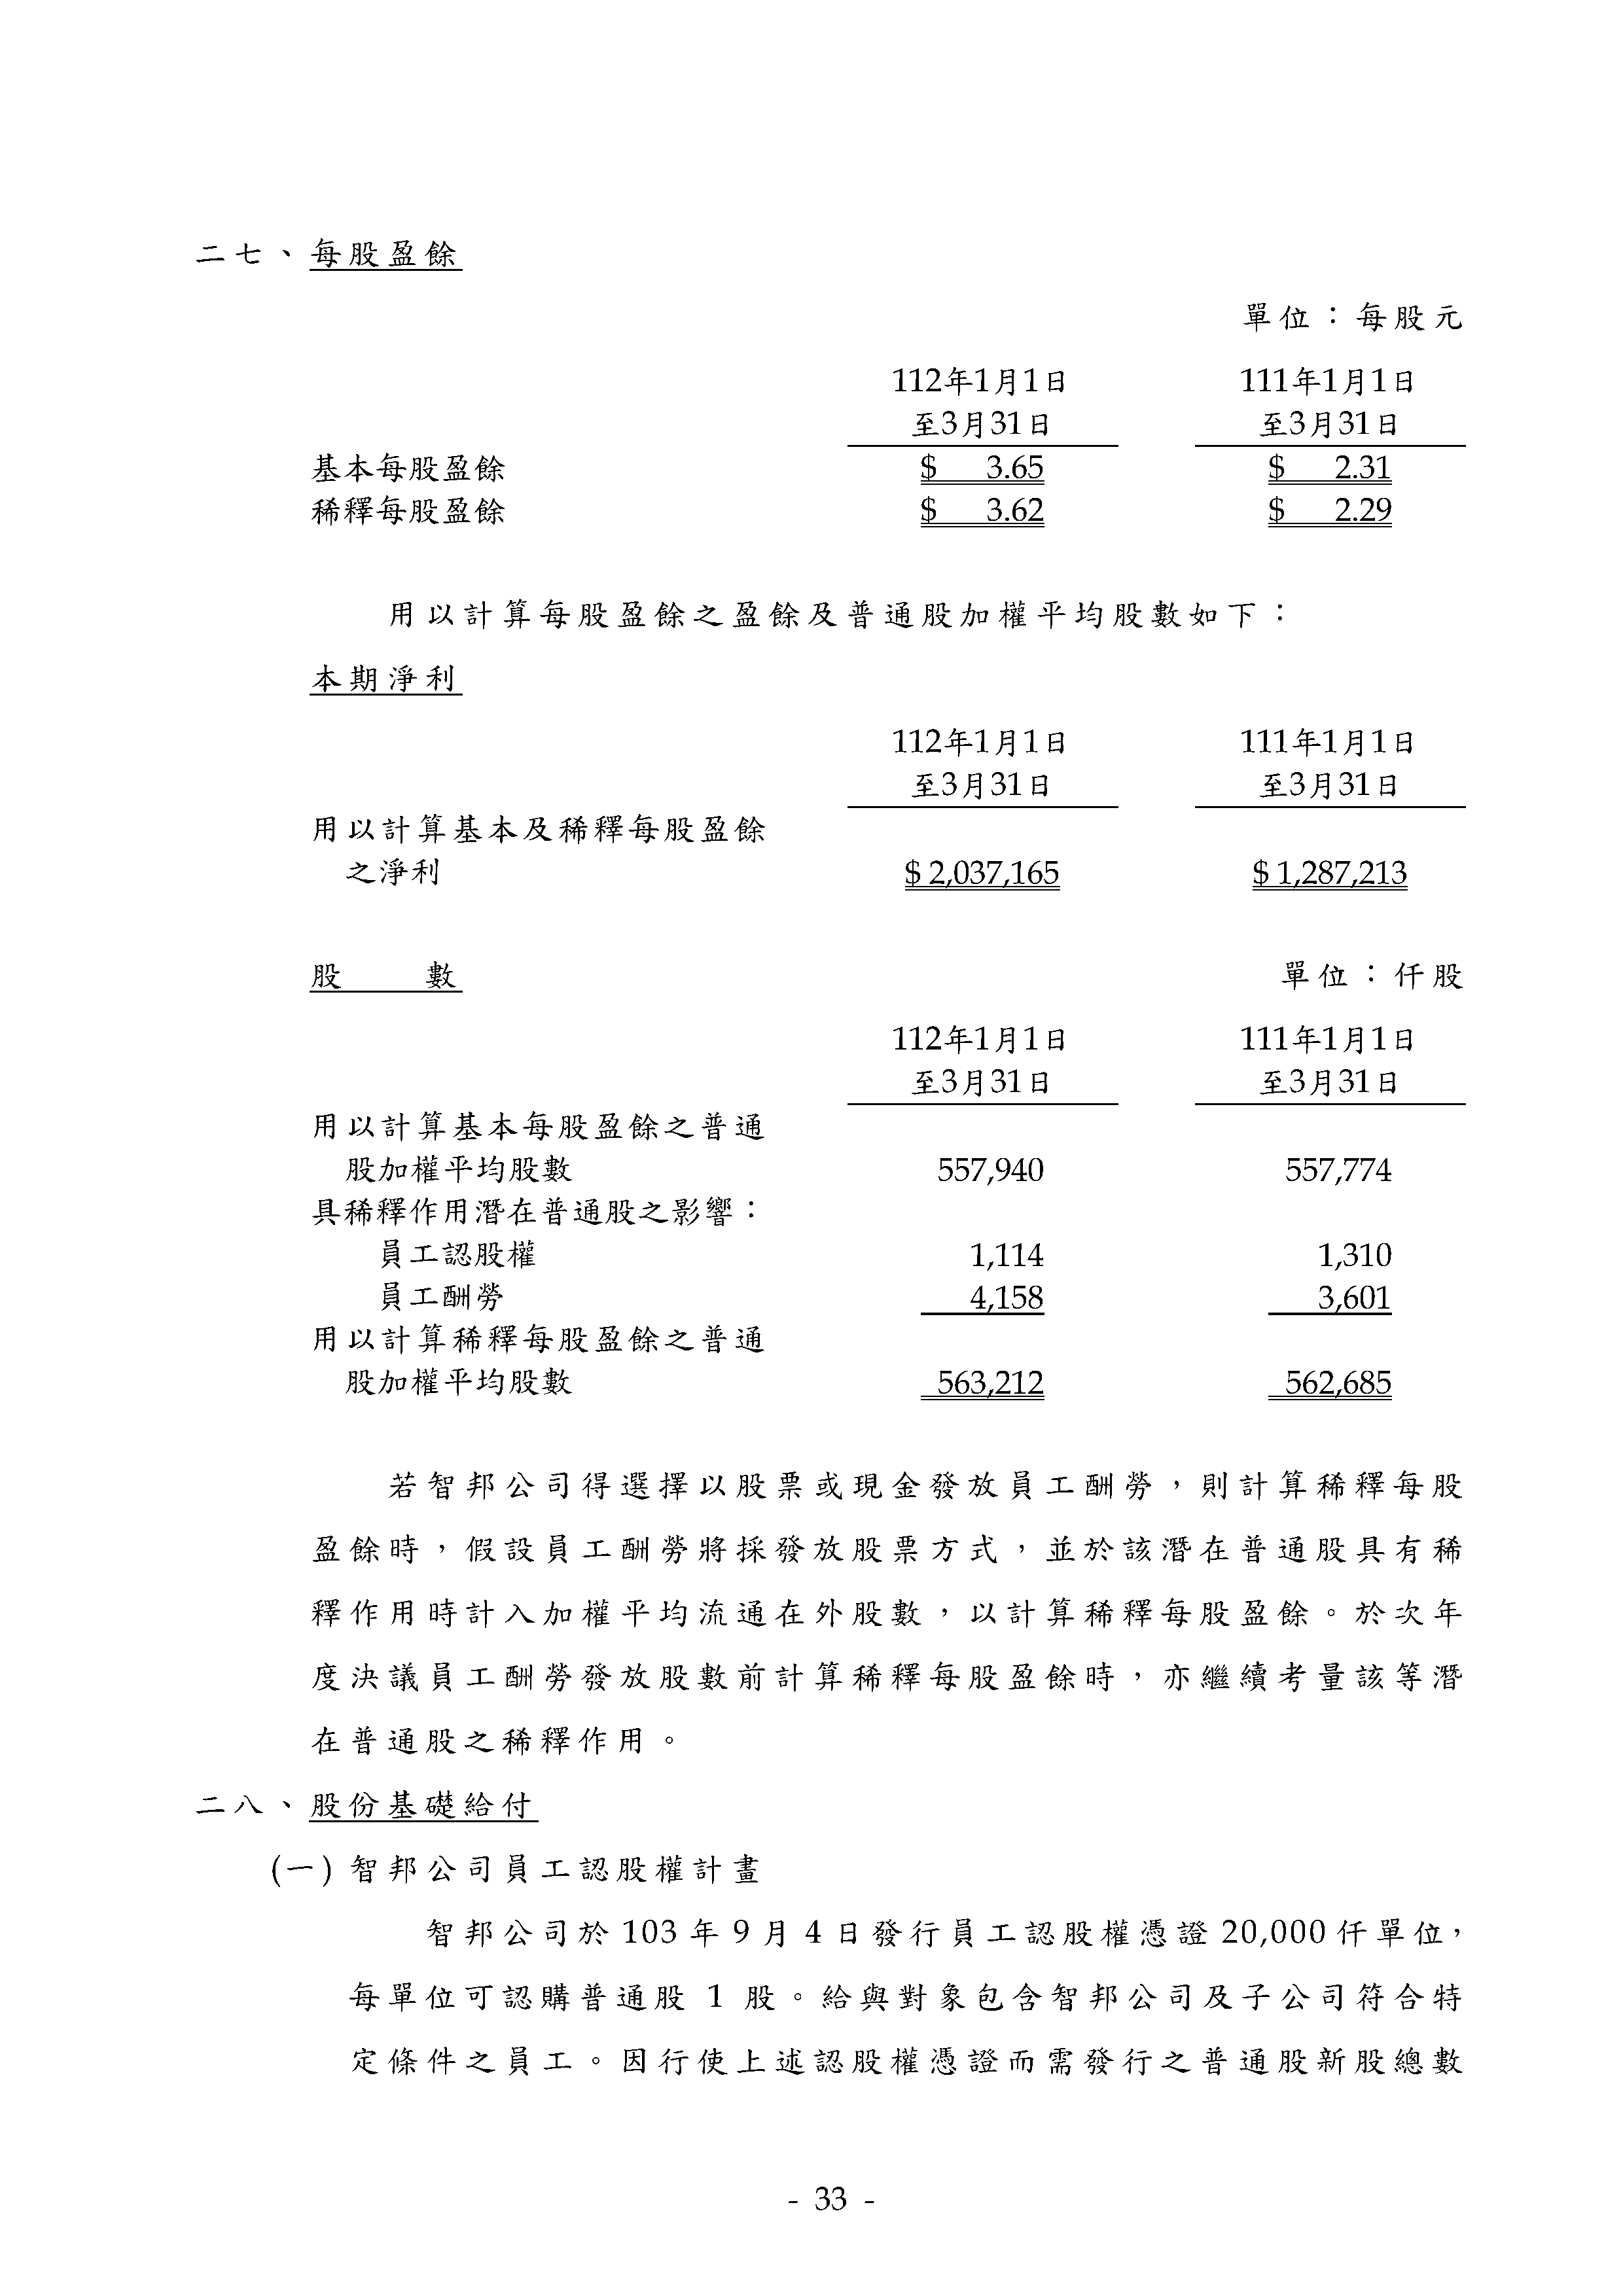 二七、每股盈餘
單位：每股元
112年1月1日 111年1月1日
至3月31日 至3月31日
基本每股盈餘 $ 3.65 $ 2.31
稀釋每股盈餘 $ 3.62 $ 2.29
用以計算每股盈餘之盈餘及普通股加權平均股數如下：
本期淨利
112年1月1日 111年1月1日
至3月31日 至3月31日
用以計算基本及稀釋每股盈餘
之淨利 $ 2,037,165 $ 1,287,213
股 數 單位：仟股
112年1月1日 111年1月1日
至3月31日 至3月31日
用以計算基本每股盈餘之普通
股加權平均股數 557,940 557,774
具稀釋作用潛在普通股之影響：
員工認股權 1,114 1,310
員工酬勞 4,158 3,601
用以計算稀釋每股盈餘之普通
股加權平均股數 563,212 562,685
若智邦公司得選擇以股票或現金發放員工酬勞，則計算稀釋每股
盈餘時，假設員工酬勞將採發放股票方式，並於該潛在普通股具有稀
釋作用時計入加權平均流通在外股數，以計算稀釋每股盈餘。於次年
度決議員工酬勞發放股數前計算稀釋每股盈餘時，亦繼續考量該等潛
在普通股之稀釋作用。
二八、股份基礎給付
(一) 智邦公司員工認股權計畫
智邦公司於 103 年 9 月 4 日發行員工認股權憑證 20,000 仟單位，
每單位可認購普通股 1 股。給與對象包含智邦公司及子公司符合特
定條件之員工。因行使上述認股權憑證而需發行之普通股新股總數
- 33 -